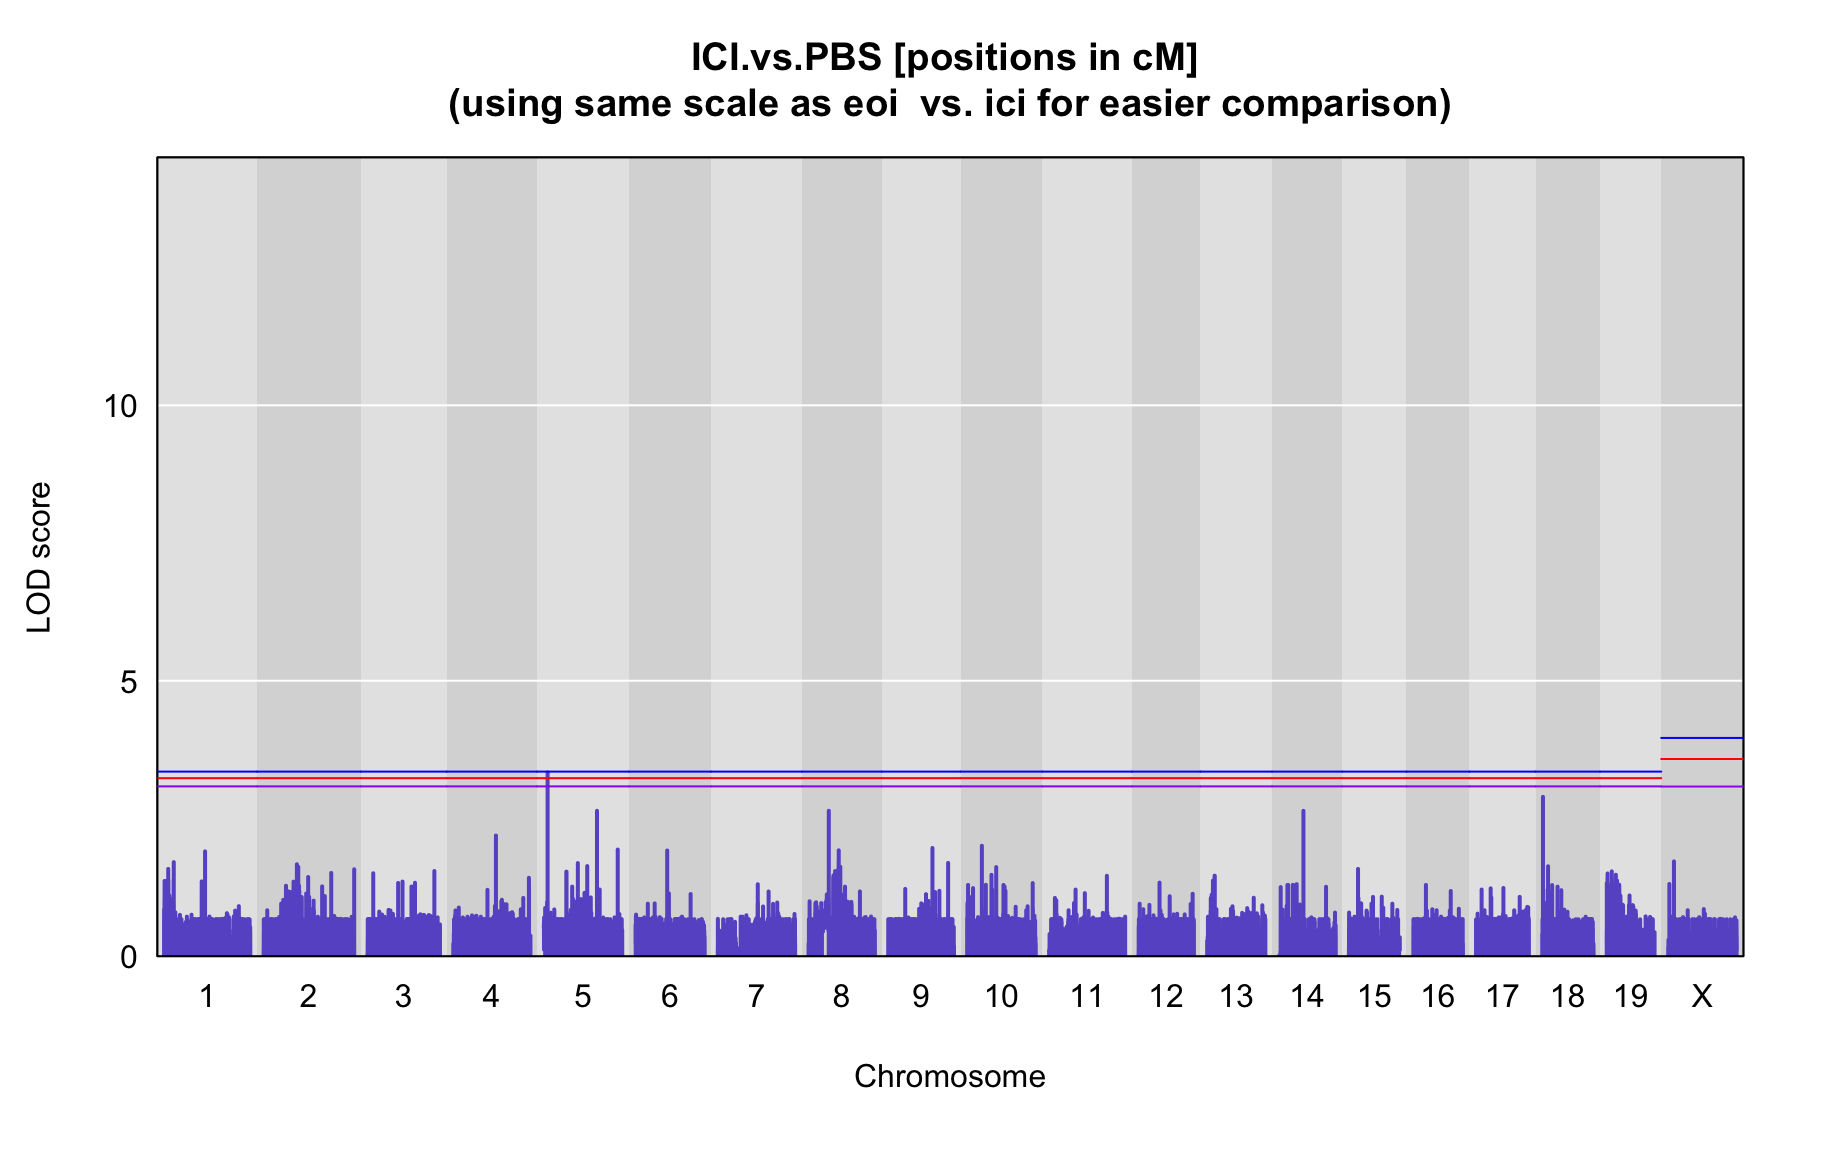 ICI.vs.PBS [positions in cM]
(using same scale as eoi  vs. ici for easier comparison)
LOD score
10
5
0
1 2 3 4 5 6 7 8 9 10 11 12 13 14 15 16 17 18 19 X
Chromosome